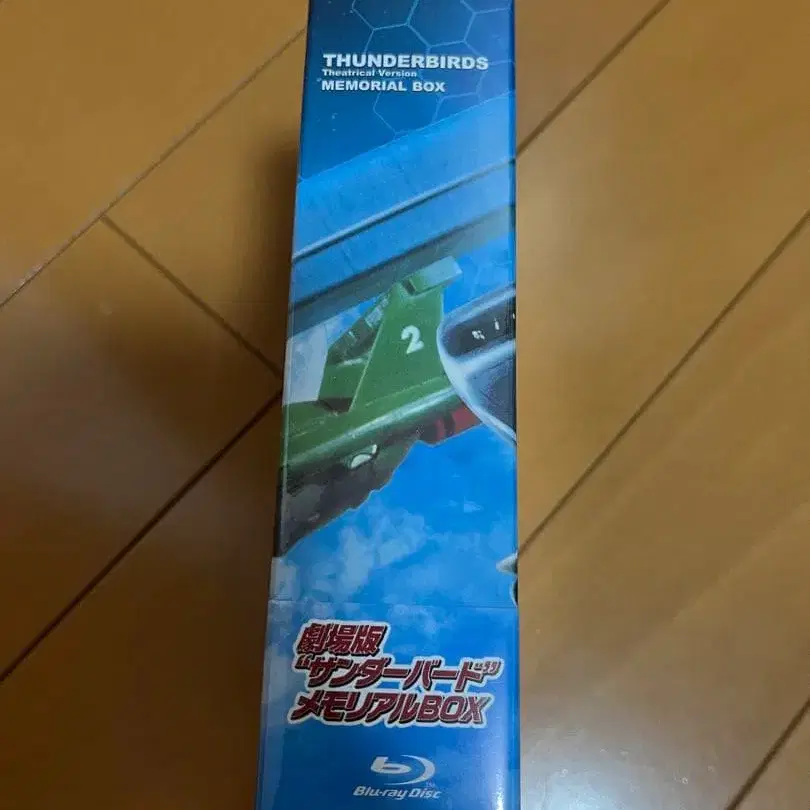 THUNDERBIRDS
Theatrical Version
MEMORIAL BOX
2
劇場版
“サンダーバード”
メモリアルBOX
Blu-ray Disc